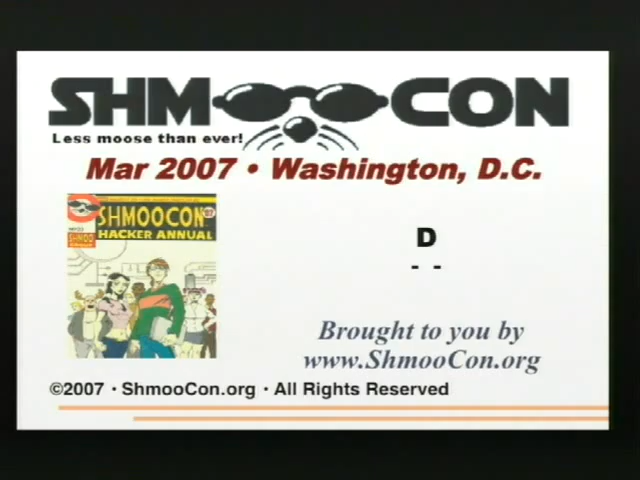 SHMOOCON
Less moose than ever!
Mar 2007 • Washington, D.C.
SHMOOCON
HACKER ANNUAL
SHMOO
D
- -
Brought to you by
www.ShmooCon.org
©2007 · ShmooCon.org · All Rights Reserved